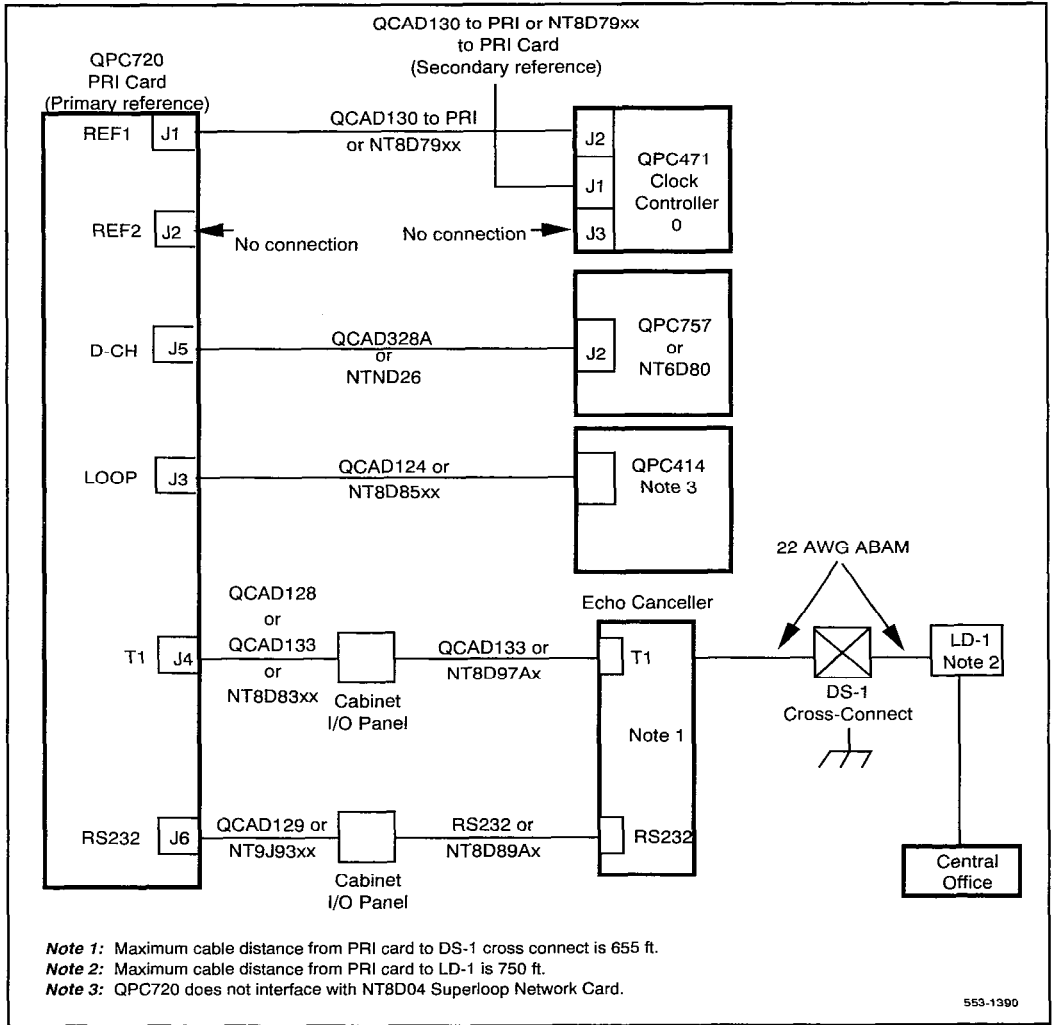 QCAD130 to PRI or NT8D79xx
to PRI Card
(Secondary reference)
QPC720
PRI Card
(Primary reference)
REF1
J1
QCAD130 to PRI
or NT8D79xx
J2
J1
J3
QPC471
Clock
Controller
0
REF2
J2
No connection
No connection
D-CH
J5
QCAD328A
or
NTND26
J2
QPC757
or
NT6D80
LOOP
J3
QCAD124 or
NT8D85xx
QPC414
Note 3
22 AWG ABAM
T1
J4
QCAD128
or
QCAD133
or
NT8D83xx
Cabinet
I/O Panel
QCAD133 or
NT8D97Ax
Echo Canceller
T1
Note 1
DS-1
Cross-Connect
LD-1
Note 2
RS232
J6
QCAD129 or
NT9J93xx
Cabinet
I/O Panel
RS232 or
NT8D89Ax
RS232
Central
Office
Note 1: Maximum cable distance from PRI card to DS-1 cross connect is 655 ft.
Note 2: Maximum cable distance from PRI card to LD-1 is 750 ft.
Note 3: QPC720 does not interface with NT8D04 Superloop Network Card.
553-1390